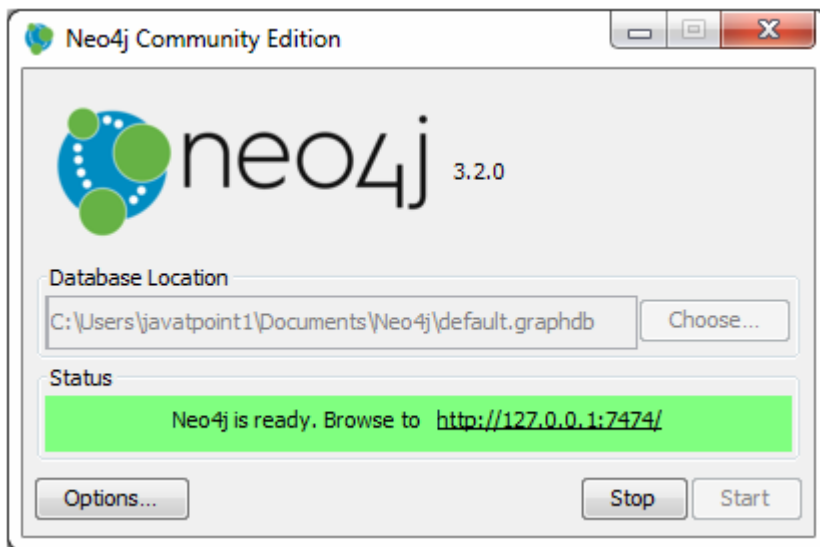 Neo4j Community Edition
neo4j 3.2.0
Database Location
C:\Users\javatpoint1\Documents\Neo4j\default.graphdb Choose...
Status
Neo4j is ready. Browse to http://127.0.0.1:7474/
Options... Stop Start